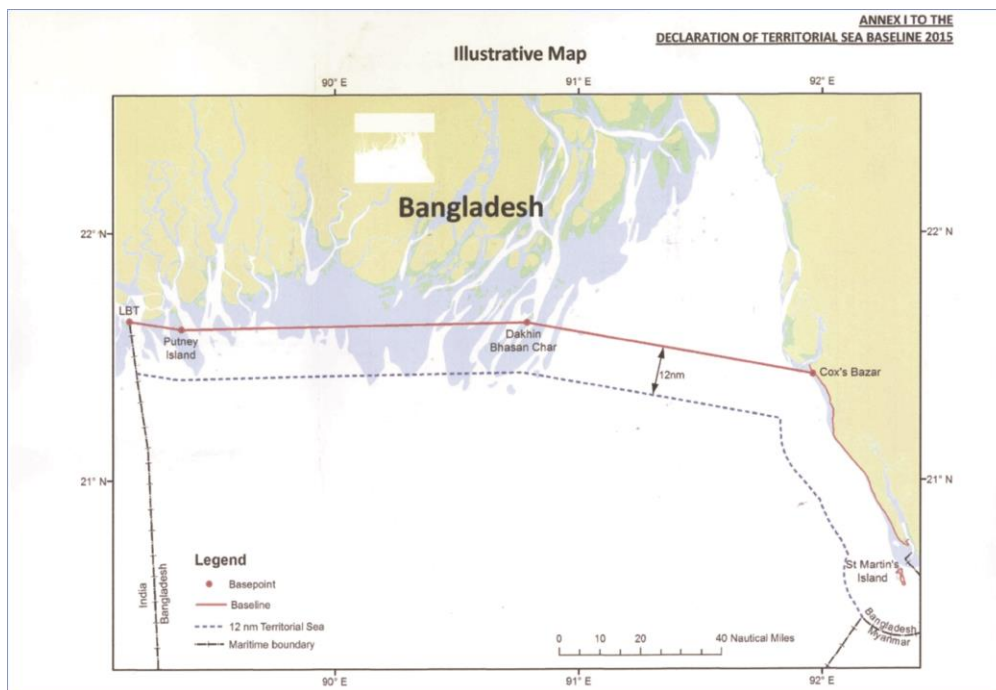 ANNEX I TO THE
DECLARATION OF TERRITORIAL SEA BASELINE 2015
Illustrative Map
90° E
91° E
92° E
Bangladesh
22° N
22° N
LBT
Putney
Island
Dakhin
Bhasan Char
12nm
Cox's Bazar
21° N
21° N
St Martin's
Island
India
Bangladesh
Bangladesh
Myanmar
Legend
Basepoint
Baseline
12 nm Territorial Sea
Maritime boundary
0 10 20 40 Nautical Miles
90° E
91° E
92° E